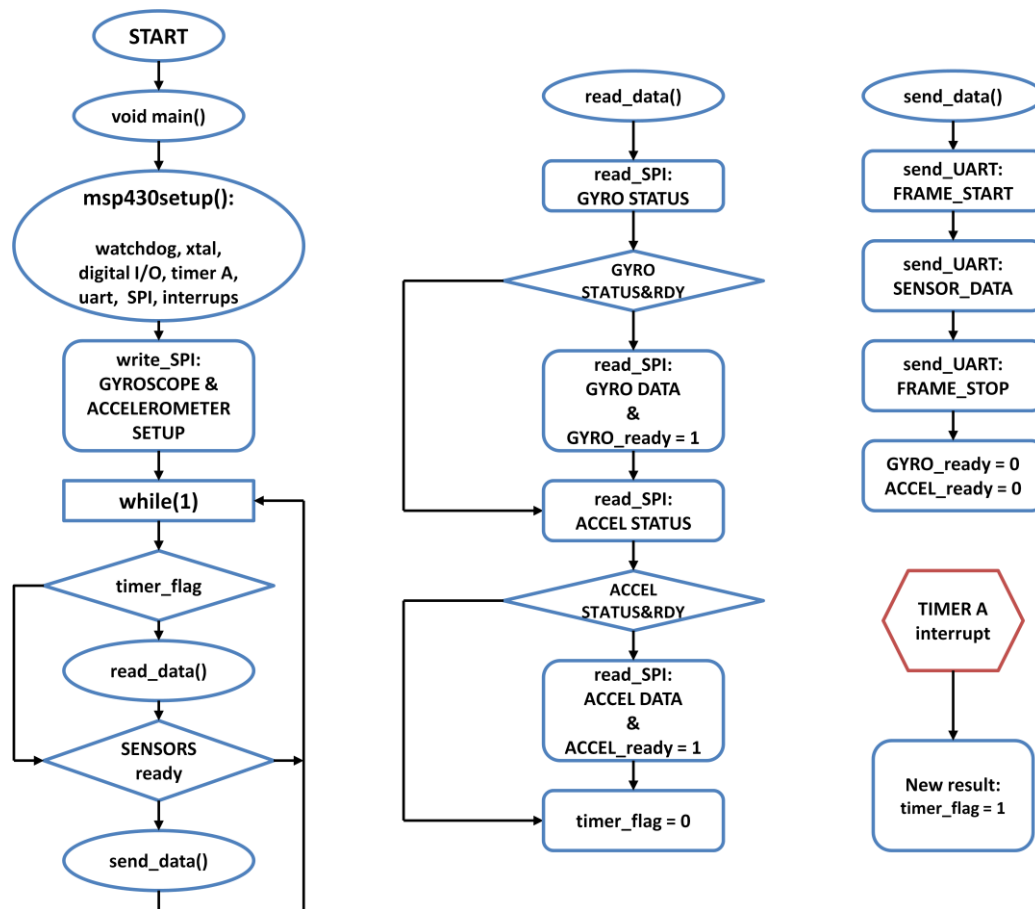 START
void main()
msp430setup():
watchdog, xtal,
digital I/O, timer A,
uart, SPI, interrups
write_SPI:
GYROSCOPE &
ACCELEROMETER
SETUP
while(1)
timer_flag
read_data()
SENSORS
ready
send_data()
read_data()
read_SPI:
GYRO STATUS
GYRO
STATUS&RDY
read_SPI:
GYRO DATA
&
GYRO_ready = 1
read_SPI:
ACCEL STATUS
ACCEL
STATUS&RDY
read_SPI:
ACCEL DATA
&
ACCEL_ready = 1
timer_flag = 0
send_data()
send_UART:
FRAME_START
send_UART:
SENSOR_DATA
send_UART:
FRAME_STOP
GYRO_ready = 0
ACCEL_ready = 0
TIMER A
interrupt
New result:
timer_flag = 1